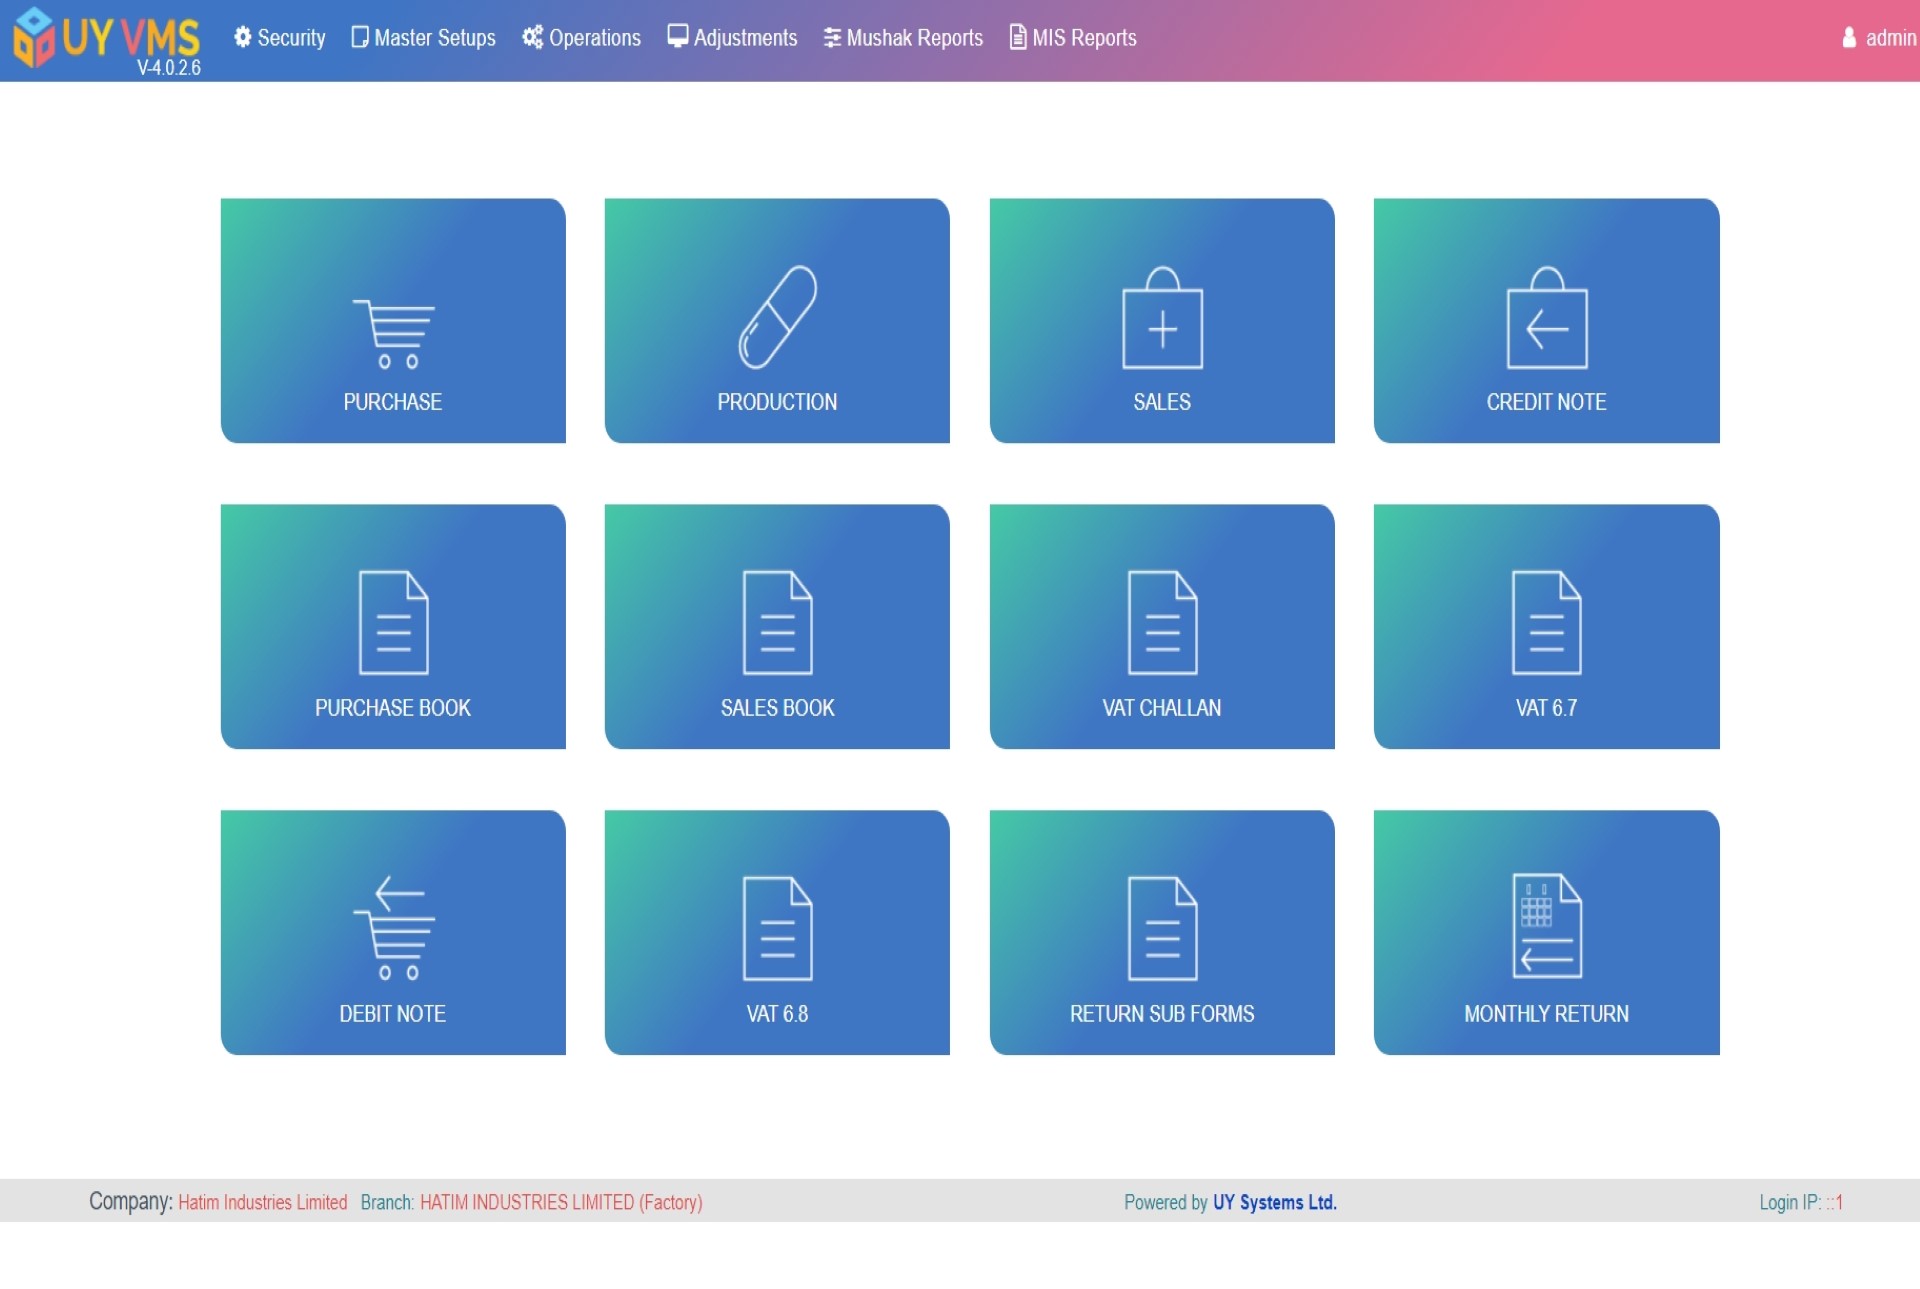 UY VMS
V-4.0.2.6
Security Master Setups Operations Adjustments Mushak Reports MIS Reports admin
PURCHASE PRODUCTION SALES CREDIT NOTE
PURCHASE BOOK SALES BOOK VAT CHALLAN VAT 6.7
DEBIT NOTE VAT 6.8 RETURN SUB FORMS MONTHLY RETURN
Company: Hatim Industries Limited Branch: HATIM INDUSTRIES LIMITED (Factory) Powered by UY Systems Ltd. Login IP: ::1